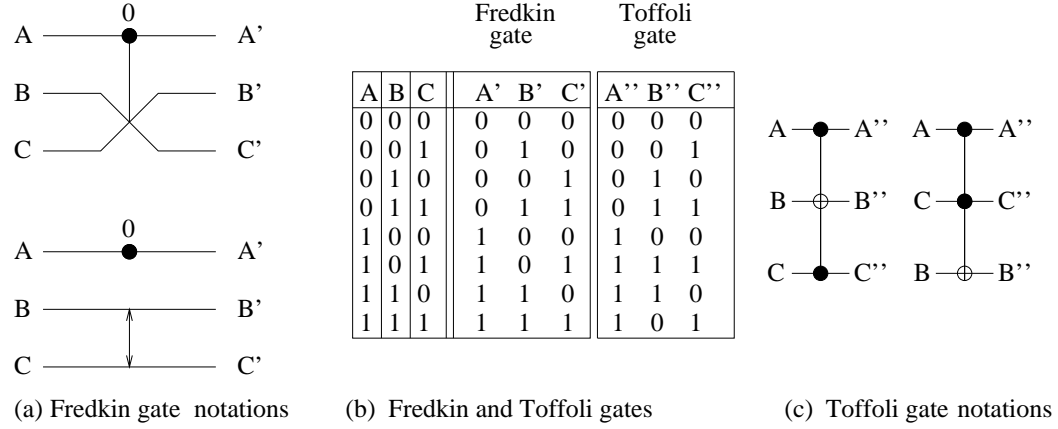 0
A A'
B B'
C C'
0
A A'
B B'
C C'
(a) Fredkin gate notations
Fredkin gate Toffoli gate
A B C A' B' C' A'' B'' C''
0 0 0 0 0 0 0 0 0
0 0 1 0 1 0 0 0 1
0 1 0 0 0 1 0 1 0
0 1 1 0 1 1 0 1 1
1 0 0 1 0 0 1 0 0
1 0 1 1 0 1 1 1 1
1 1 0 1 1 0 1 1 0
1 1 1 1 1 1 1 0 1
(b) Fredkin and Toffoli gates
A A'' A A''
B B'' C C''
C C'' B B''
(c) Toffoli gate notations